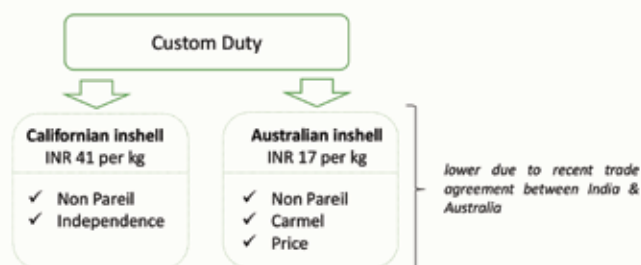 Custom Duty
Californian inshell
INR 41 per kg
✓ Non Pareil
✓ Independence
Australian inshell
INR 17 per kg
✓ Non Pareil
✓ Carmel
✓ Price
lower due to recent trade
agreement between India &
Australia